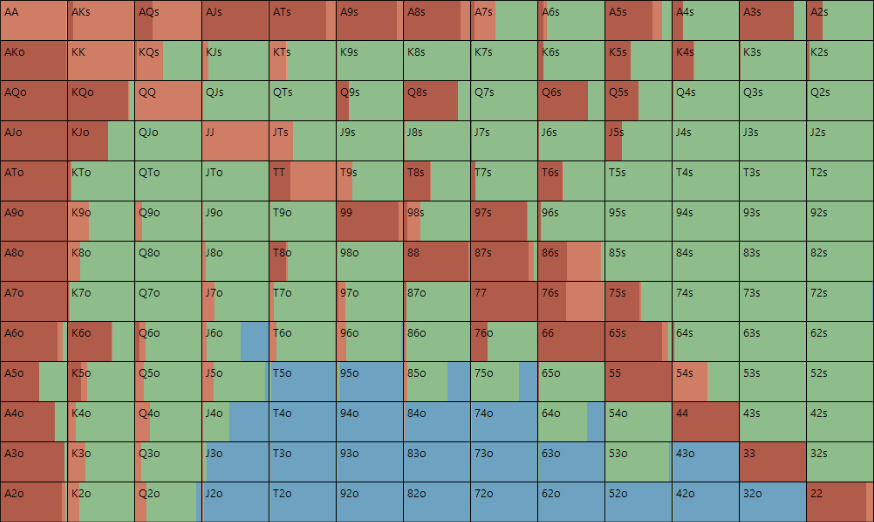 AA AKs AQs AJs ATs A9s A8s A7s A6s A5s A4s A3s A2s
AKo KK KQs KJs KTs K9s K8s K7s K6s K5s K4s K3s K2s
AQo KQo QQ QJs QTs Q9s Q8s Q7s Q6s Q5s Q4s Q3s Q2s
AJo KJo QJo JJ JTs J9s J8s J7s J6s J5s J4s J3s J2s
ATo KTo QTo JTo TT T9s T8s T7s T6s T5s T4s T3s T2s
A9o K9o Q9o J9o T9o 99 98s 97s 96s 95s 94s 93s 92s
A8o K8o Q8o J8o T8o 98o 88 87s 86s 85s 84s 83s 82s
A7o K7o Q7o J7o T7o 97o 87o 77 76s 75s 74s 73s 72s
A6o K6o Q6o J6o T6o 96o 86o 76o 66 65s 64s 63s 62s
A5o K5o Q5o J5o T5o 95o 85o 75o 65o 55 54s 53s 52s
A4o K4o Q4o J4o T4o 94o 84o 74o 64o 54o 44 43s 42s
A3o K3o Q3o J3o T3o 93o 83o 73o 63o 53o 43o 33 32s
A2o K2o Q2o J2o T2o 92o 82o 72o 62o 52o 42o 32o 22